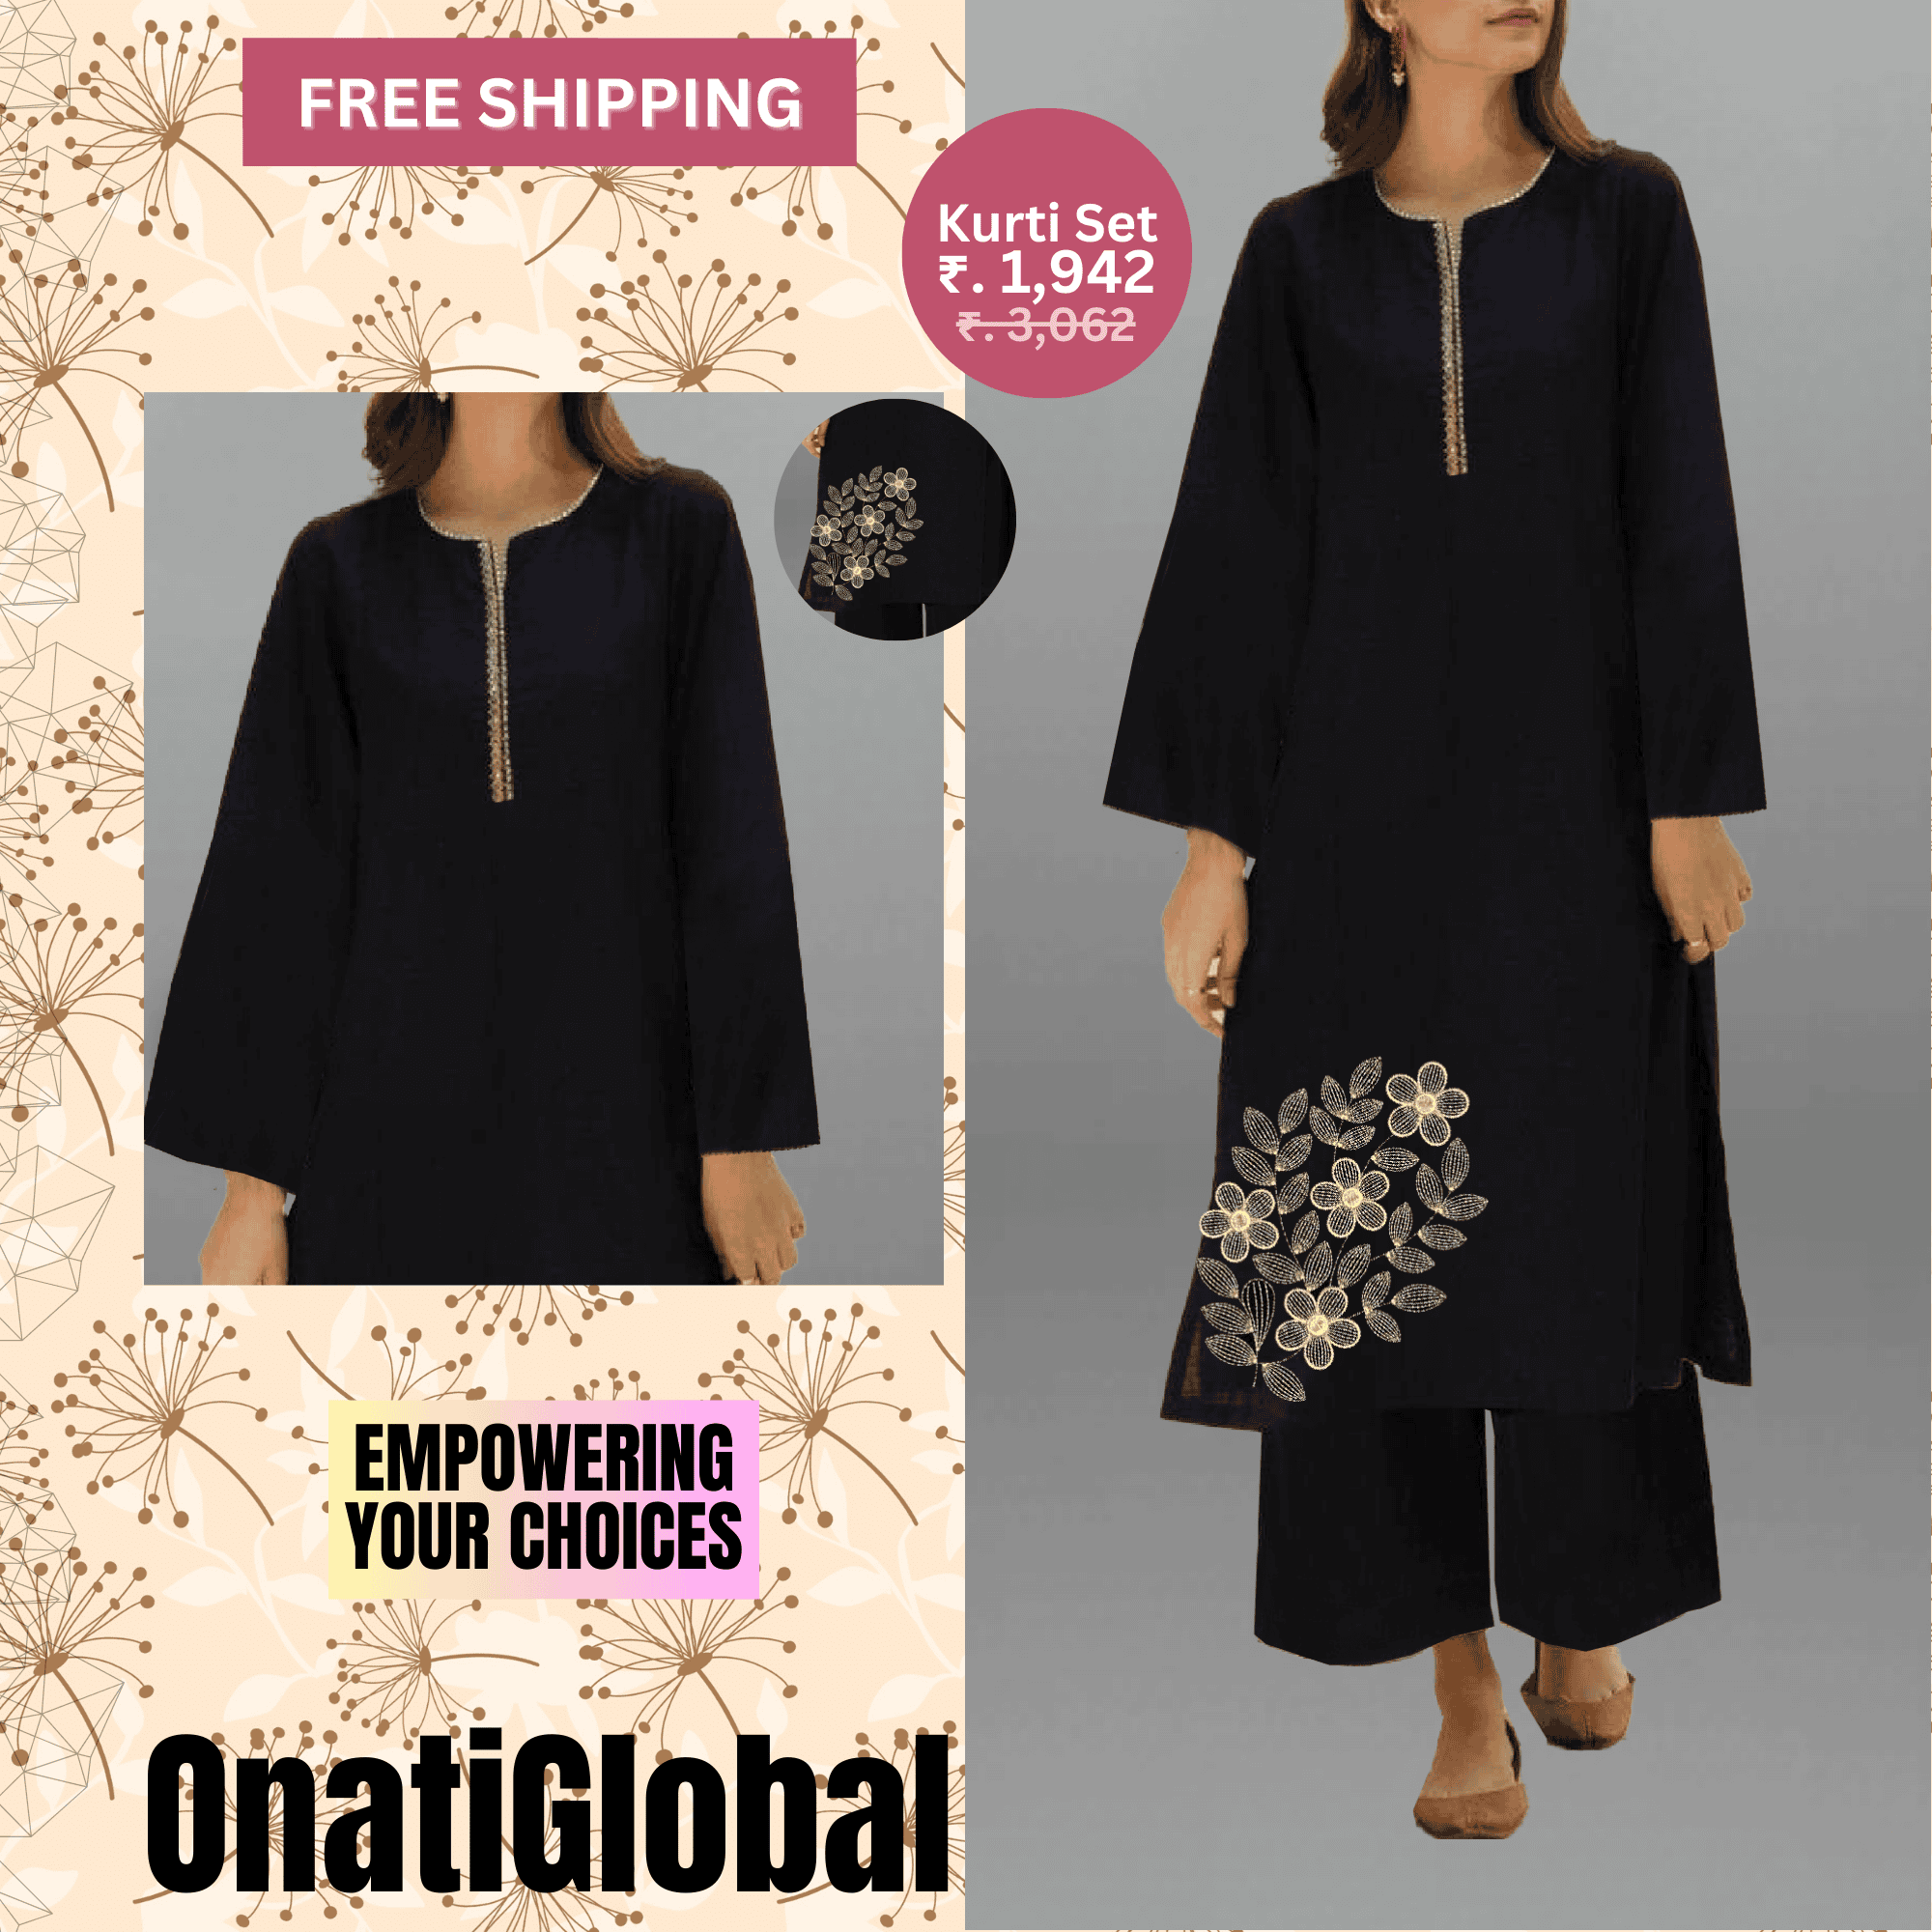 FREE SHIPPING
Kurti Set
₹. 1,942
₹. 3,062
EMPOWERING
YOUR CHOICES
OnatiGlobal